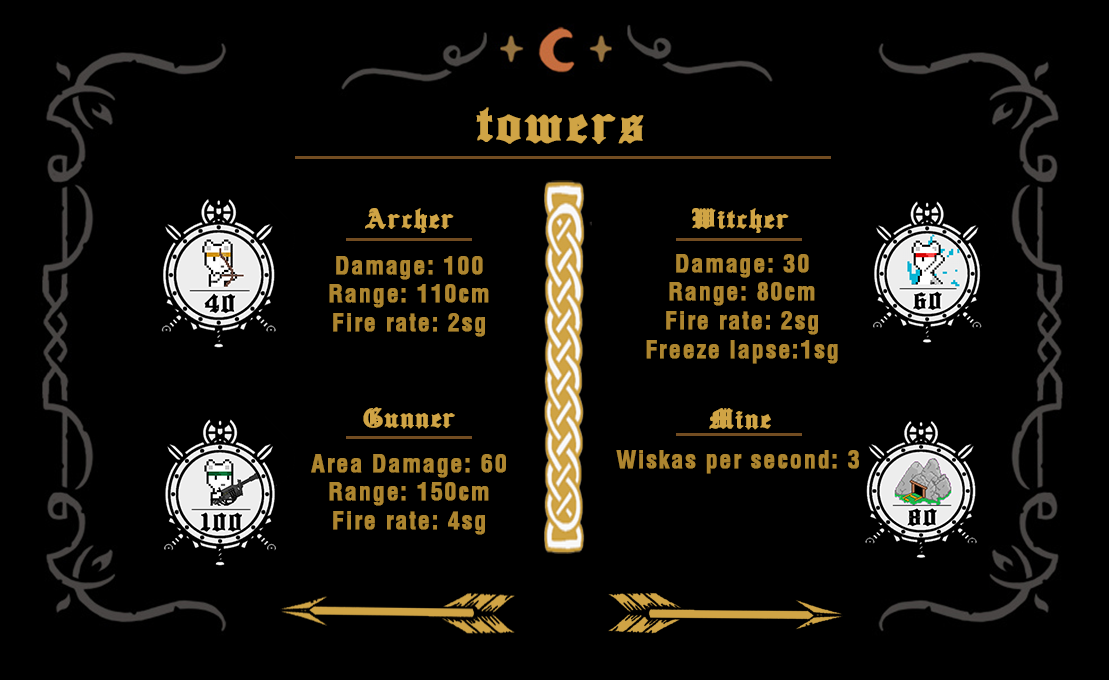 towers
Archer
Damage: 100
Range: 110cm
Fire rate: 2sg
40
Witcher
Damage: 30
Range: 80cm
Fire rate: 2sg
Freeze lapse:1sg
60
Gunner
Area Damage: 60
Range: 150cm
Fire rate: 4sg
100
Mine
Wiskas per second: 3
80